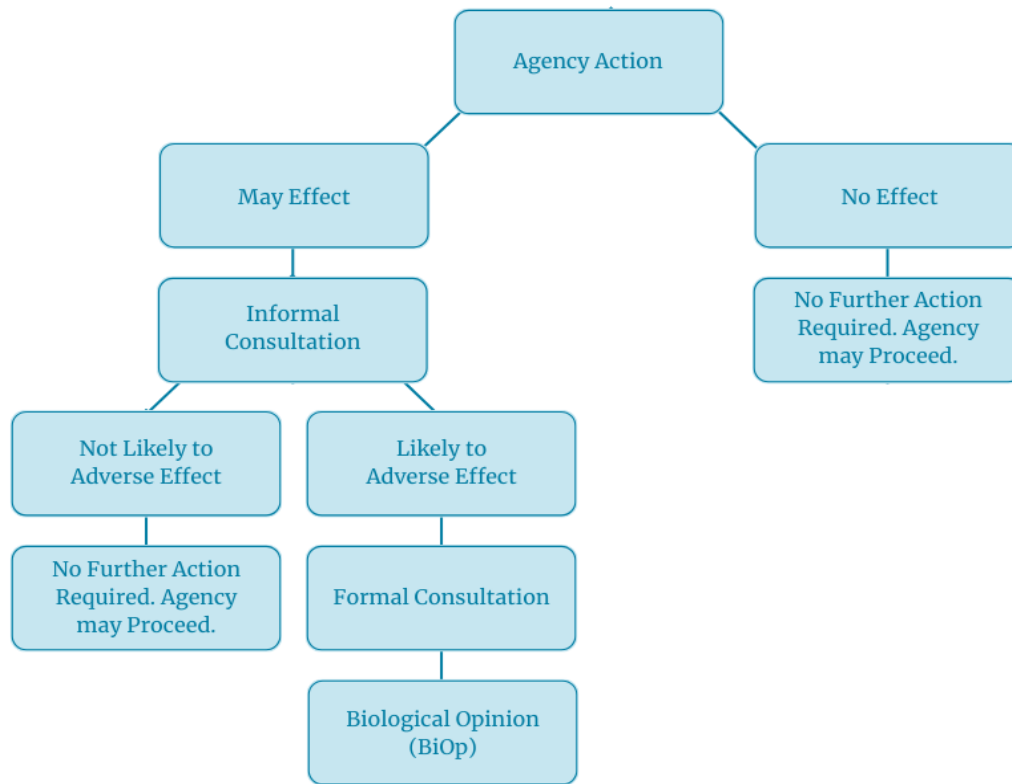 Agency Action
May Effect
No Effect
Informal
Consultation
No Further Action
Required. Agency
may Proceed.
Not Likely to
Adverse Effect
Likely to
Adverse Effect
No Further Action
Required. Agency
may Proceed.
Formal Consultation
Biological Opinion
(BiOp)